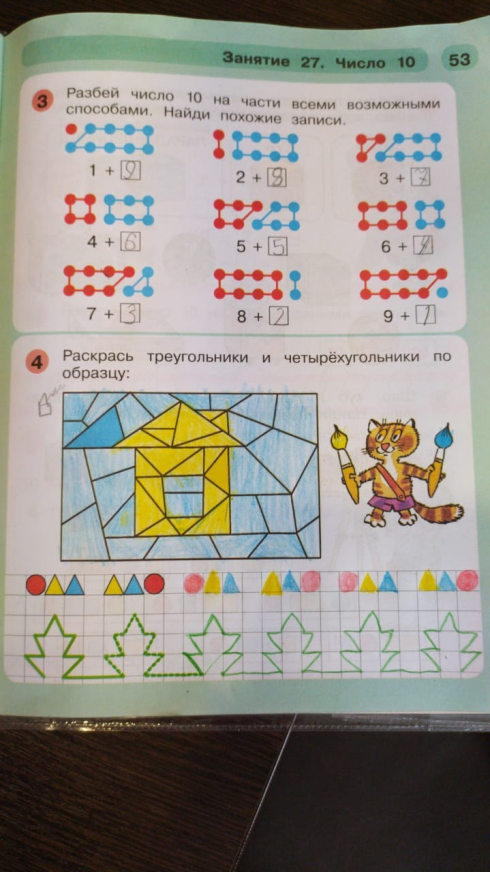 Занятие 27. Число 10 53
3 Разбей число 10 на части всеми возможными
способами. Найди похожие записи.
1 + 9 2 + 8 3 + 7
4 + 6 5 + 5 6 + 4
7 + 3 8 + 2 9 + 1
4 Раскрась треугольники и четырёхугольники по
образцу: